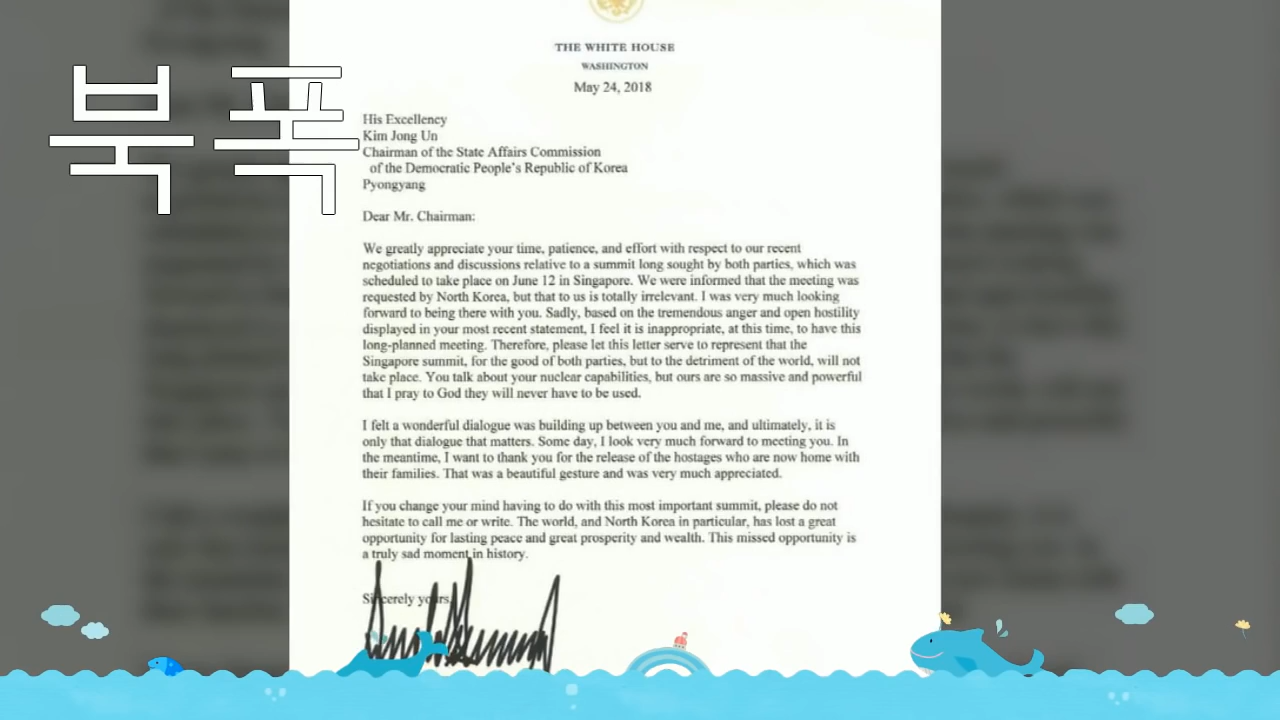 북폭
THE WHITE HOUSE
WASHINGTON
May 24, 2018
His Excellency
Kim Jong Un
Chairman of the State Affairs Commission
of the Democratic People's Republic of Korea
Pyongyang
Dear Mr. Chairman:
We greatly appreciate your time, patience, and effort with respect to our recent
negotiations and discussions relative to a summit long sought by both parties, which was
scheduled to take place on June 12 in Singapore. We were informed that the meeting was
requested by North Korea, but that to us is totally irrelevant. I was very much looking
forward to being there with you. Sadly, based on the tremendous anger and open hostility
displayed in your most recent statement, I feel it is inappropriate, at this time, to have this
long-planned meeting. Therefore, please let this letter serve to represent that the
Singapore summit, for the good of both parties, but to the detriment of the world, will not
take place. You talk about your nuclear capabilities, but ours are so massive and powerful
that I pray to God they will never have to be used.
I felt a wonderful dialogue was building up between you and me, and ultimately, it is
only that dialogue that matters. Some day, I look very much forward to meeting you. In
the meantime, I want to thank you for the release of the hostages who are now home with
their families. That was a beautiful gesture and was very much appreciated.
If you change your mind having to do with this most important summit, please do not
hesitate to call me or write. The world, and North Korea in particular, has lost a great
opportunity for lasting peace and great prosperity and wealth. This missed opportunity is
a truly sad moment in history.
Sincerely yours,